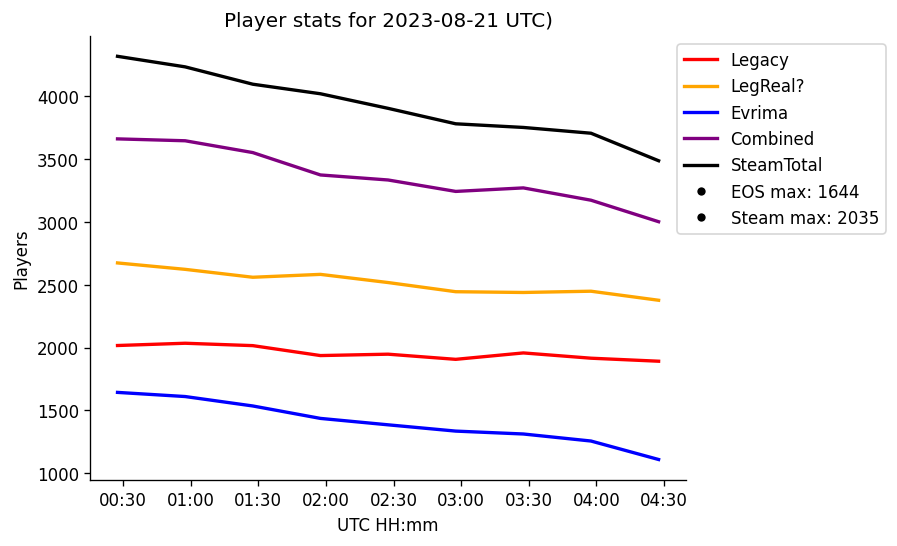 Player stats for 2023-08-21 UTC)
Legacy
LegReal?
Evrima
Combined
SteamTotal
EOS max: 1644
Steam max: 2035
Players
4000
3500
3000
2500
2000
1500
1000
00:30 01:00 01:30 02:00 02:30 03:00 03:30 04:00 04:30
UTC HH:mm